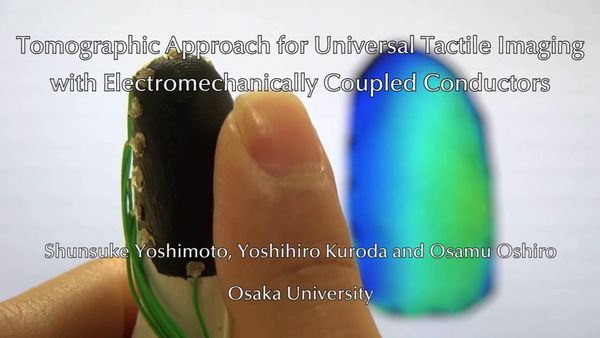 Tomographic Approach for Universal Tactile Imaging
with Electromechanically Coupled Conductors
Shunsuke Yoshimoto, Yoshihiro Kuroda and Osamu Oshiro
Osaka University